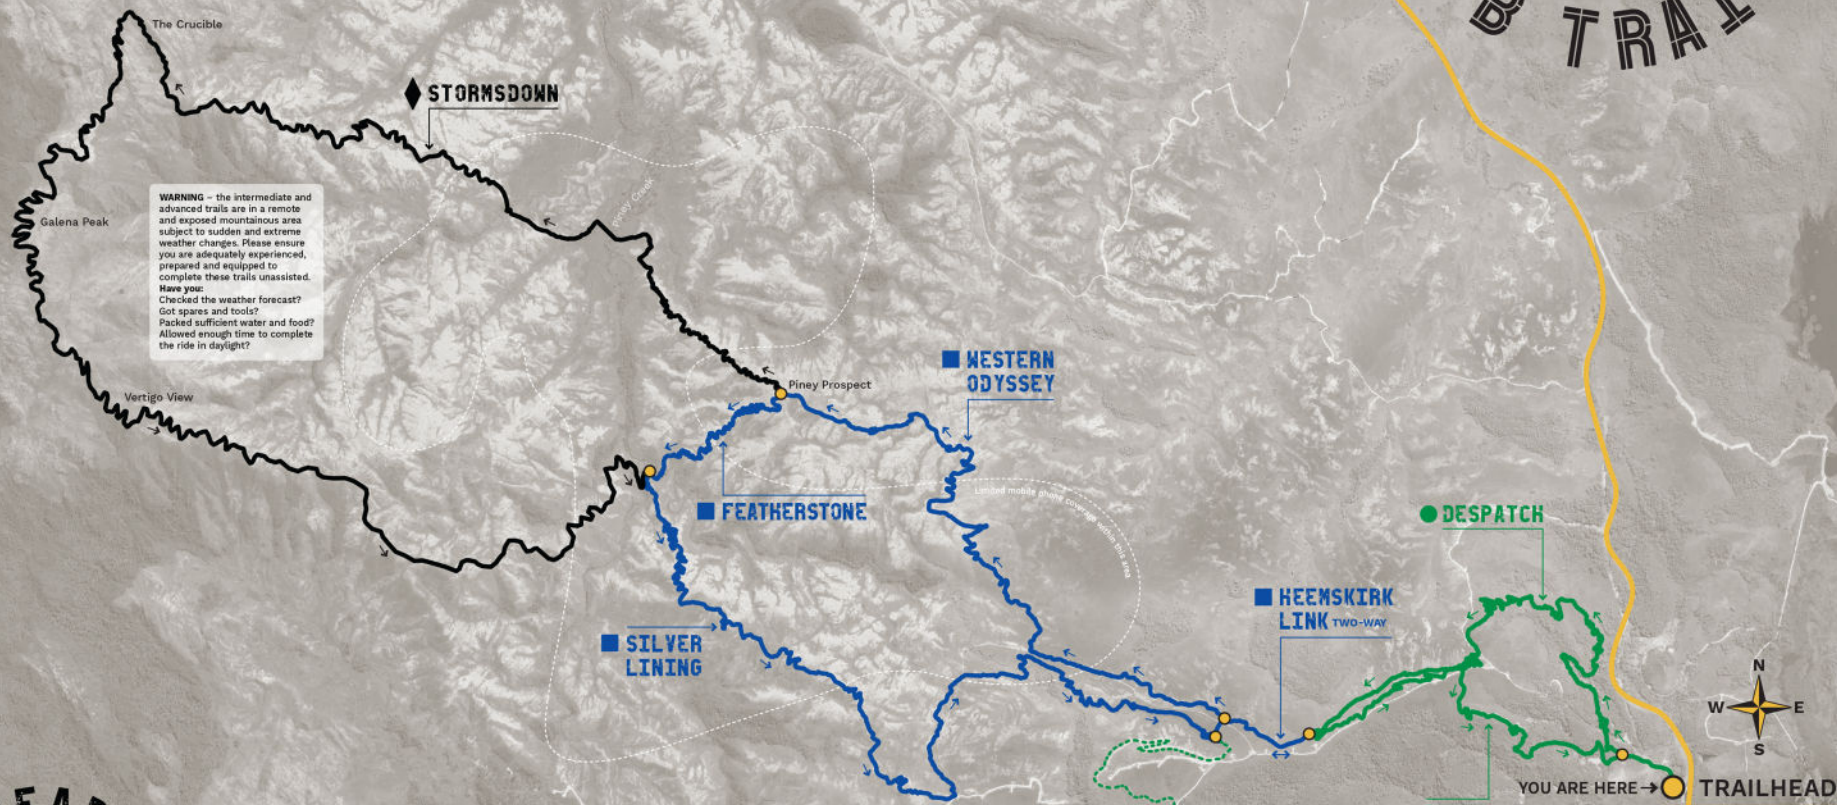 B TRAI
The Crucible
STORMSDOWN
WARNING – the intermediate and
advanced trails are in a remote
and exposed mountainous area
subject to sudden and extreme
weather changes. Please ensure
you are adequately experienced,
prepared and equipped to
complete these trails unassisted.
Have you:
Checked the weather forecast?
Got spares and tools?
Packed sufficient water and food?
Allowed enough time to complete
the ride in daylight?
Galena Peak
Piney Creek
Vertigo View
Piney Prospect
WESTERN
ODYSSEY
Limited mobile phone coverage within this area
FEATHERSTONE
DESPATCH
HEEMSKIRK
LINK TWO-WAY
SILVER
LINING
N
W E
S
YOU ARE HERE → TRAILHEAD